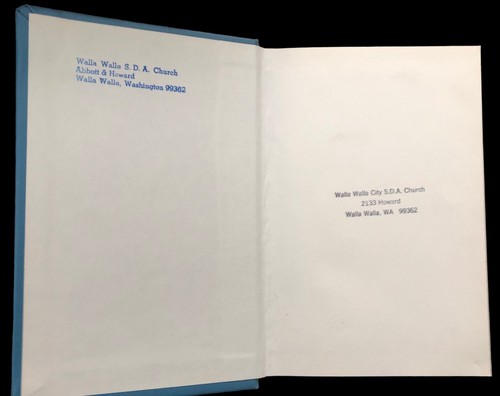 Walla Walla S. D. A. Church
Abbott & Howard
Walla Walla, Washington 99362
Walla Walla City S.D.A. Church
2133 Howard
Walla Walla, WA 99362